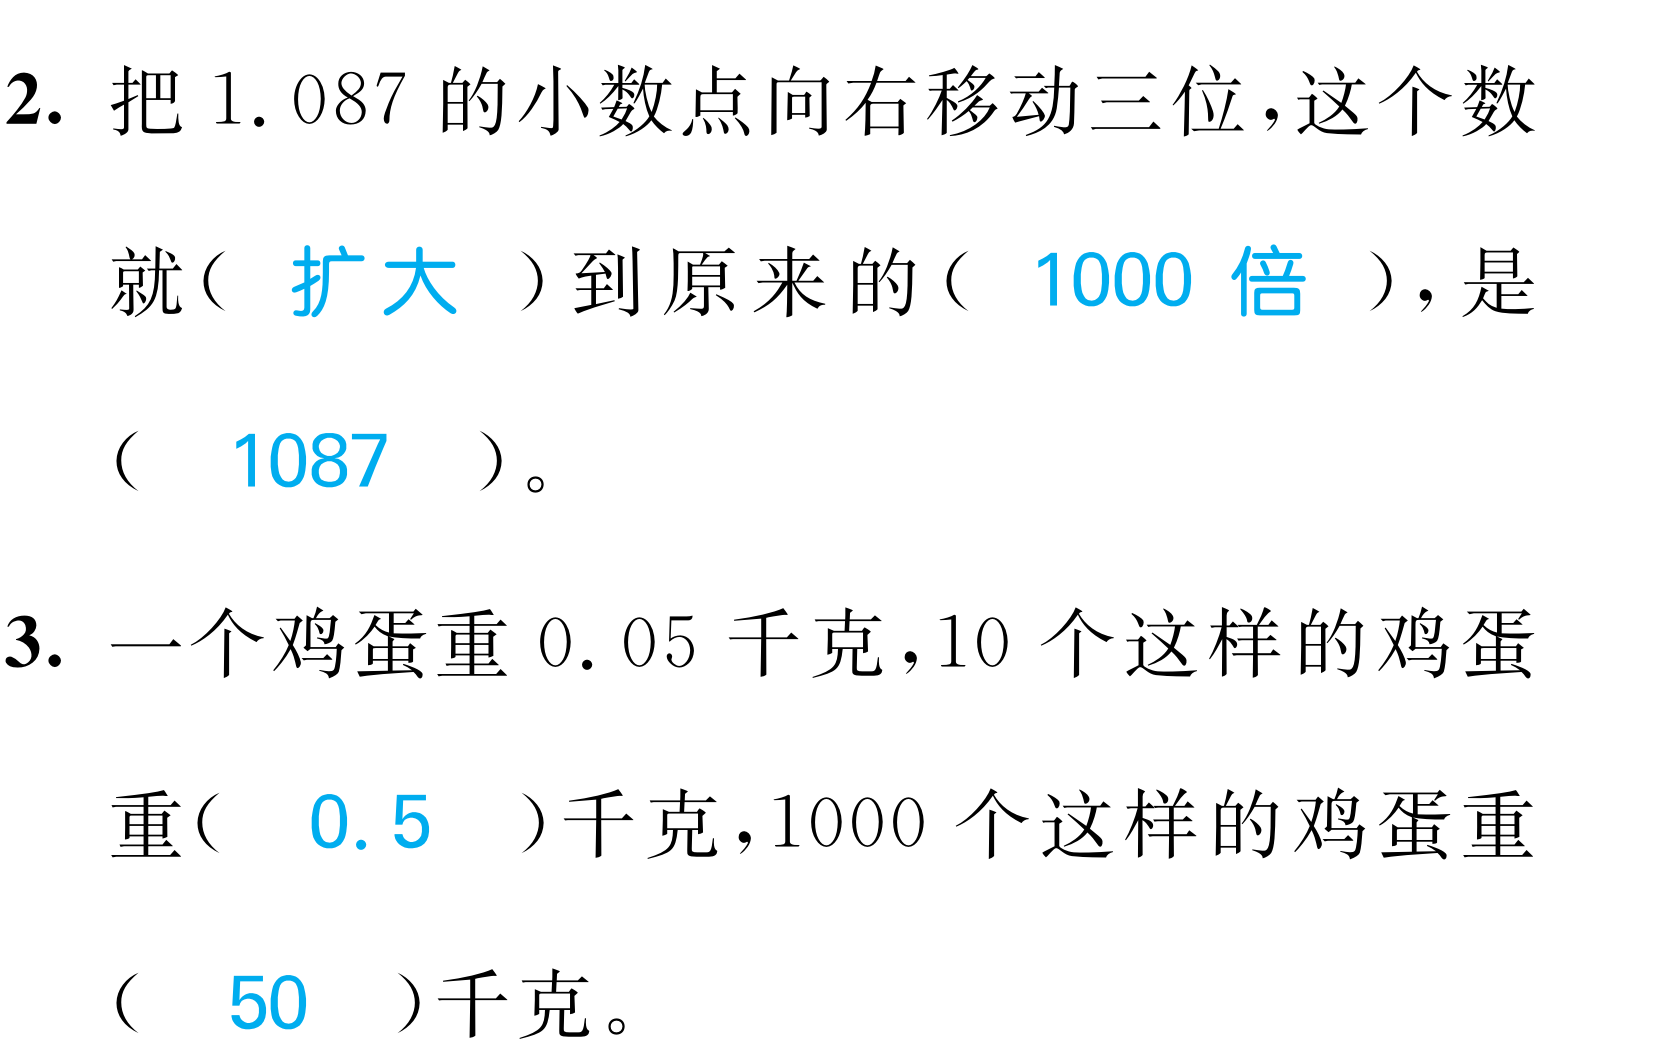 2. 把 1.087 的小数点向右移动三位,这个数
就( 扩大 )到原来的( 1000 倍 ),是
( 1087 )。
3. 一个鸡蛋重 0.05 千克,10 个这样的鸡蛋
重( 0.5 )千克,1000 个这样的鸡蛋重
( 50 )千克。